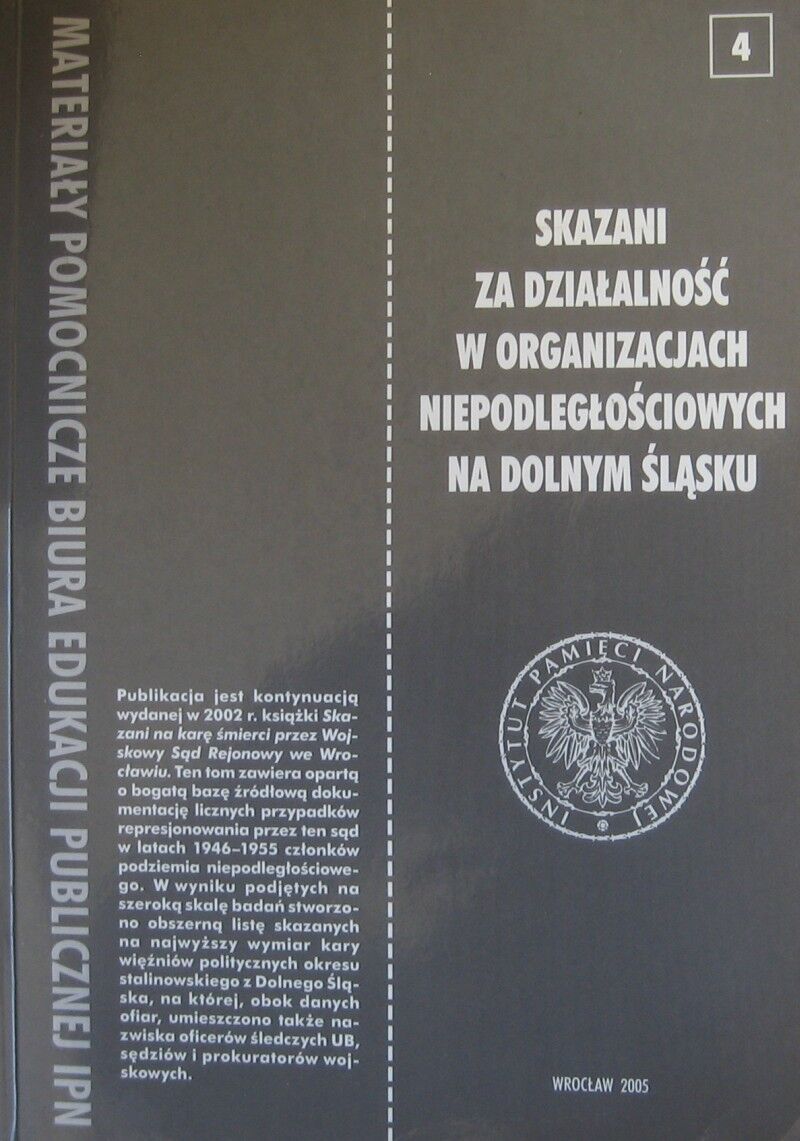 MATERIAŁY POMOCNICZE BIURA EDUKACJI PUBLICZNEJ IPN
4
SKAZANI
ZA DZIAŁALNOŚĆ
W ORGANIZACJACH
NIEPODLEGŁOŚCIOWYCH
NA DOLNYM ŚLĄSKU
INSTYTUT PAMIĘCI NARODOWEJ
Publikacja jest kontynuacją
wydanej w 2002 r. książki Ska-
zani na karę śmierci przez Woj-
skowy Sąd Rejonowy we Wro-
cławiu. Ten tom zawiera opartą
o bogatą bazę źródłową doku-
mentację licznych przypadków
represjonowania przez ten sąd
w latach 1946–1955 członków
podziemia niepodległościowe-
go. W wyniku podjętych na
szeroką skalę badań stworzo-
no obszerną listę skazanych
na najwyższy wymiar kary
więźniów politycznych okresu
stalinowskiego z Dolnego Ślą-
ska, na której, obok danych
ofiar, umieszczono także na-
zwiska oficerów śledczych UB,
sędziów i prokuratorów woj-
skowych.
WROCŁAW 2005